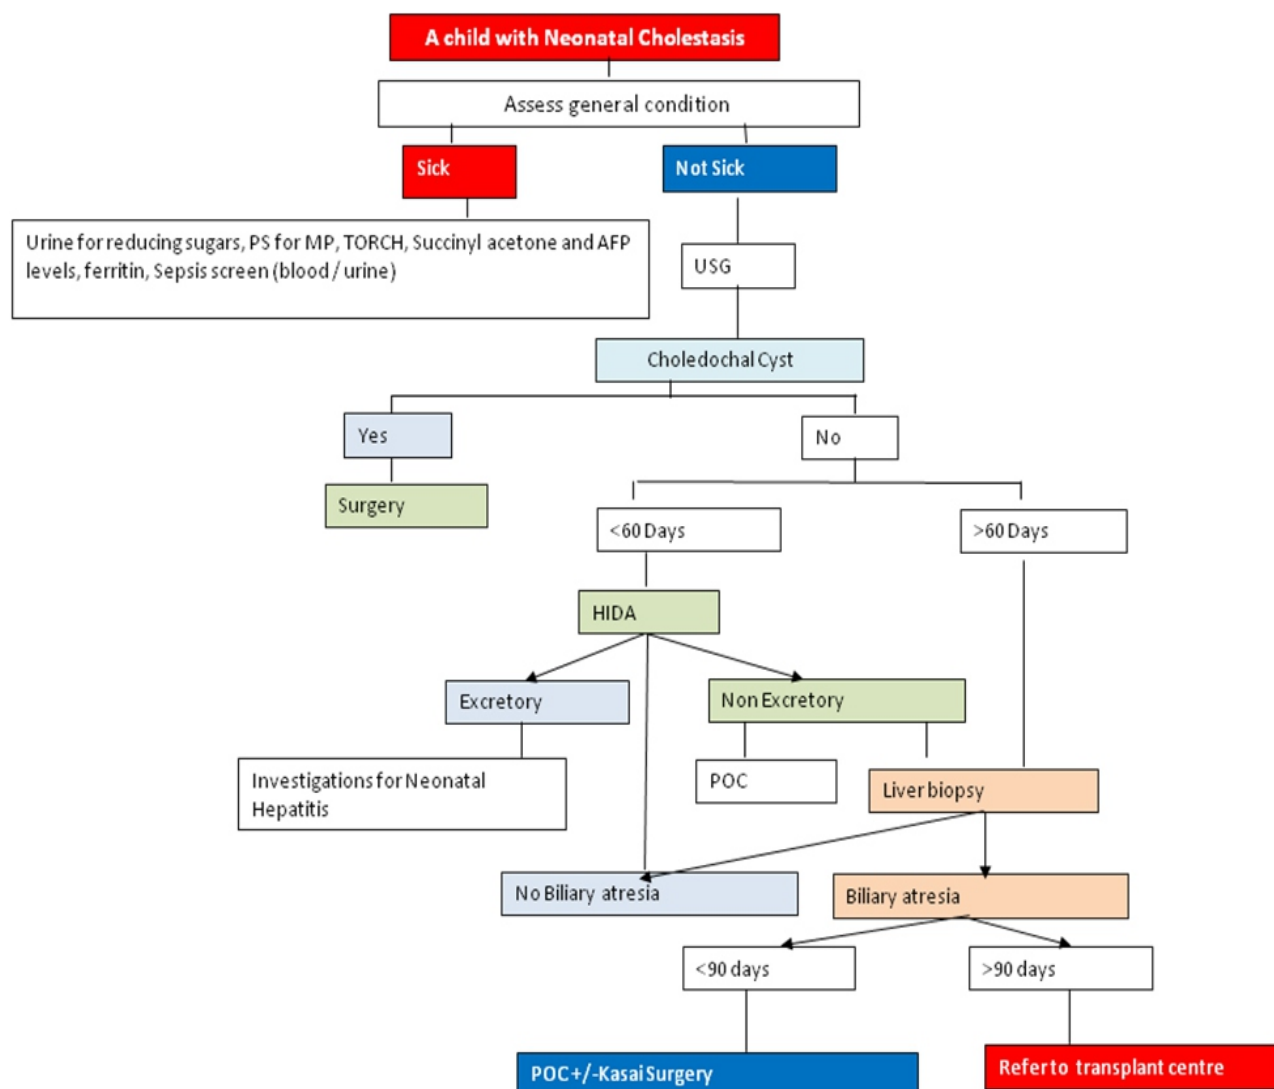 A child with Neonatal Cholestasis
Assess general condition
Sick
Not Sick
Urine for reducing sugars, PS for MP, TORCH, Succinyl acetone and AFP
levels, ferritin, Sepsis screen (blood / urine)
USG
Choledochal Cyst
Yes
No
Surgery
<60 Days
>60 Days
HIDA
Excretory
Non Excretory
Investigations for Neonatal
Hepatitis
POC
Liver biopsy
No Biliary atresia
Biliary atresia
<90 days
>90 days
POC +/-Kasai Surgery
Refer to transplant centre